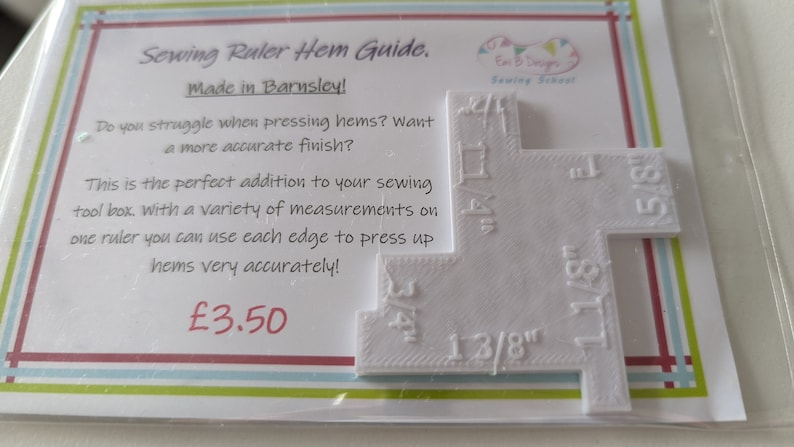 Sewing Ruler Hem Guide.
Em B Designs
Sewing School
Made in Barnsley!
Do you struggle when pressing hems? Want
a more accurate finish?
This is the perfect addition to your sewing
tool box. With a variety of measurements on
one ruler you can use each edge to press up
hems very accurately!
£3.50
5/8"
1 1/8"
3/4"
1 3/8"